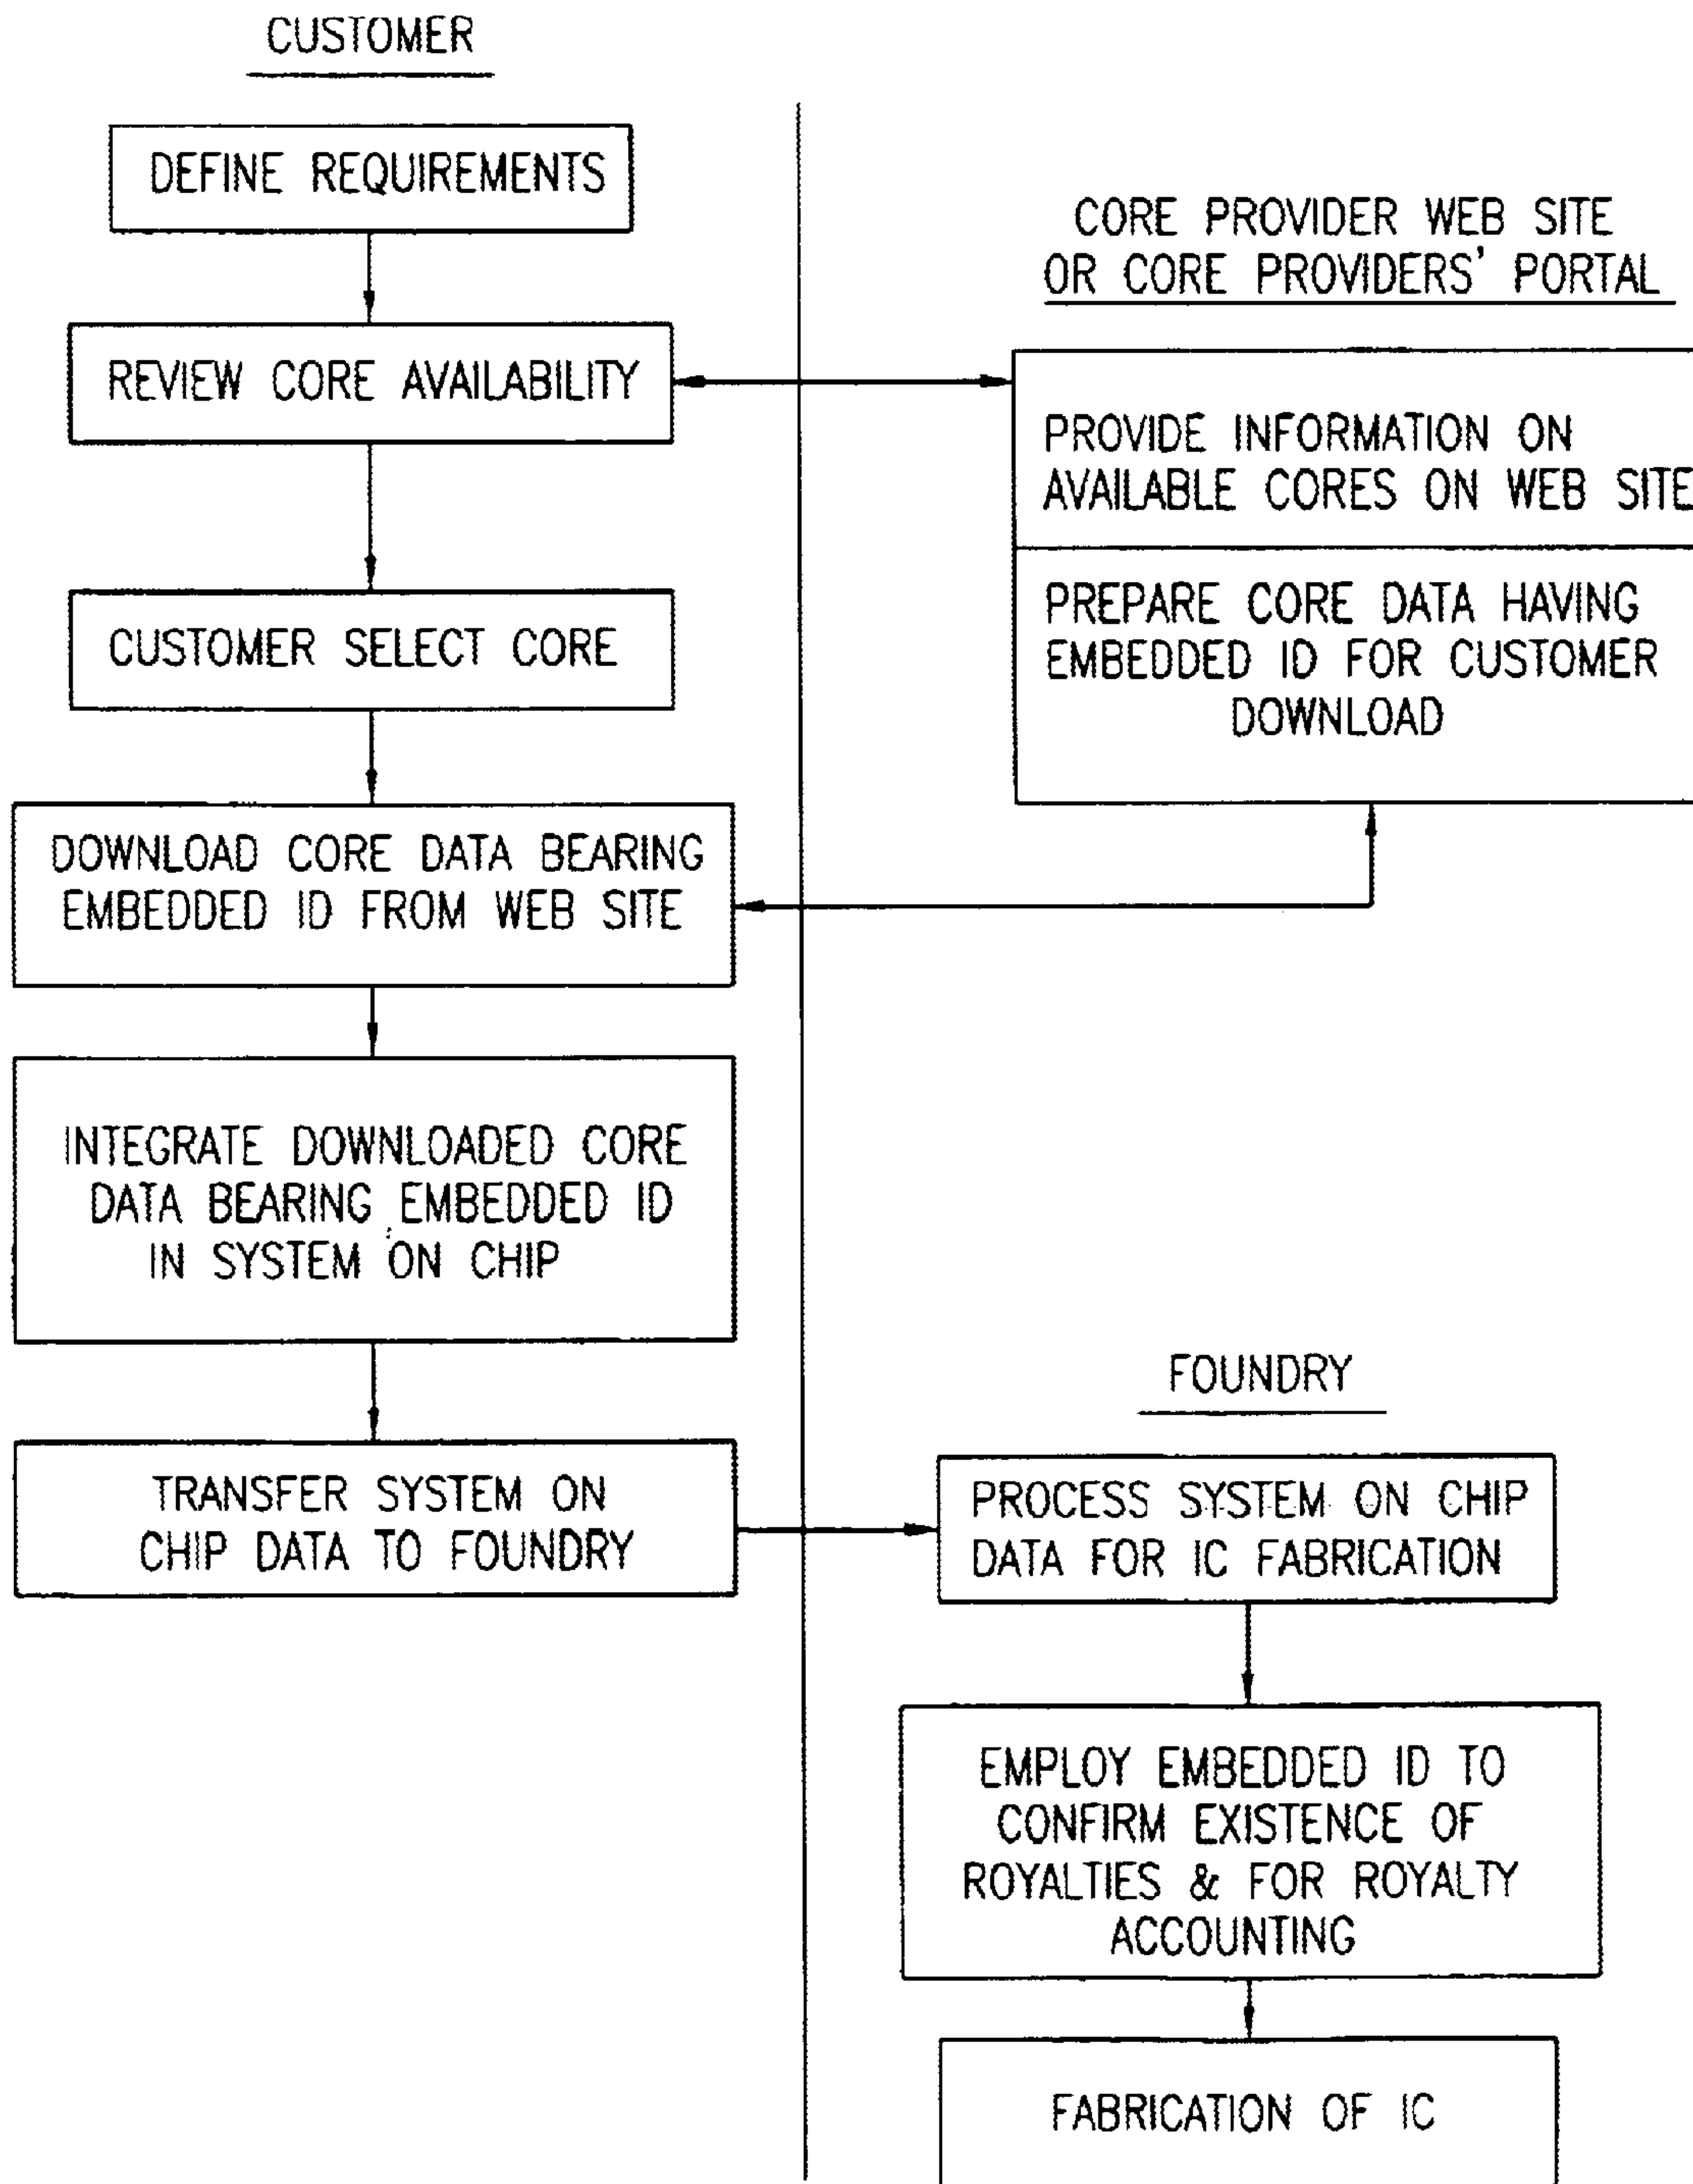 CUSTOMER
DEFINE REQUIREMENTS
REVIEW CORE AVAILABILITY
CUSTOMER SELECT CORE
DOWNLOAD CORE DATA BEARING
EMBEDDED ID FROM WEB SITE
INTEGRATE DOWNLOADED CORE
DATA BEARING EMBEDDED ID
IN SYSTEM ON CHIP
TRANSFER SYSTEM ON
CHIP DATA TO FOUNDRY
CORE PROVIDER WEB SITE
OR CORE PROVIDERS' PORTAL
PROVIDE INFORMATION ON
AVAILABLE CORES ON WEB SITE
PREPARE CORE DATA HAVING
EMBEDDED ID FOR CUSTOMER
DOWNLOAD
FOUNDRY
PROCESS SYSTEM ON CHIP
DATA FOR IC FABRICATION
EMPLOY EMBEDDED ID TO
CONFIRM EXISTENCE OF
ROYALTIES & FOR ROYALTY
ACCOUNTING
FABRICATION OF IC